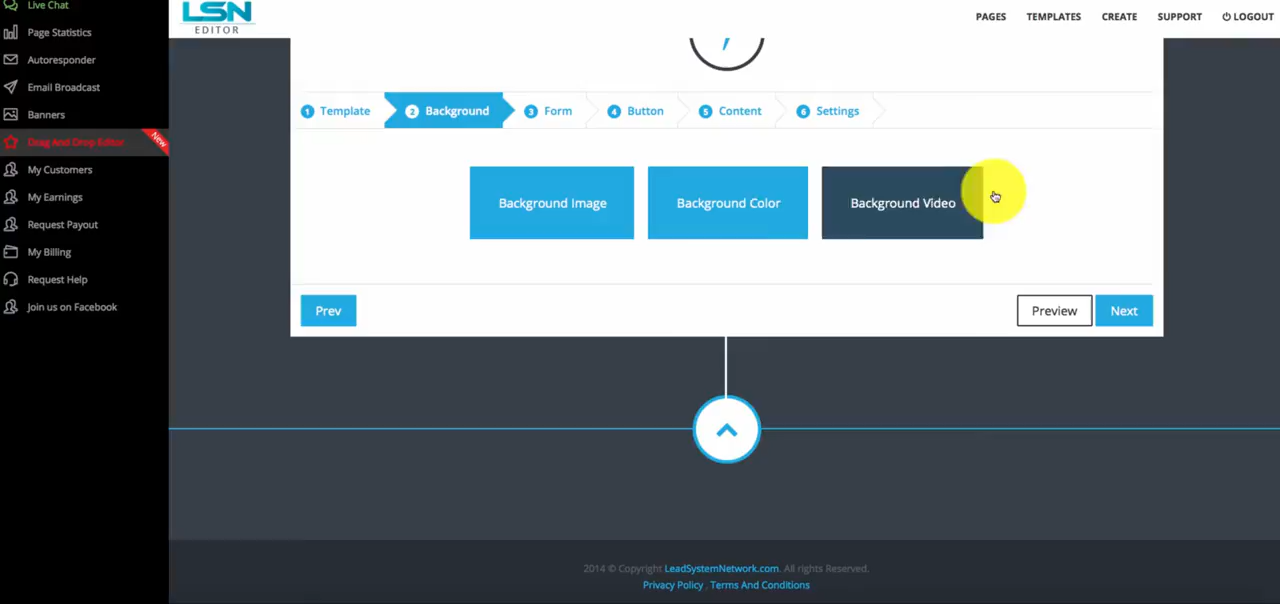 Live Chat
Page Statistics
Autoresponder
Email Broadcast
Banners
Drag And Drop Editor
New
My Customers
My Earnings
Request Payout
My Billing
Request Help
Join us on Facebook
LSN
EDITOR
PAGES TEMPLATES CREATE SUPPORT LOGOUT
1 Template 2 Background 3 Form 4 Button 5 Content 6 Settings
Background Image Background Color Background Video
Prev Preview Next
2014 © Copyright LeadSystemNetwork.com. All rights Reserved.
Privacy Policy . Terms And Conditions